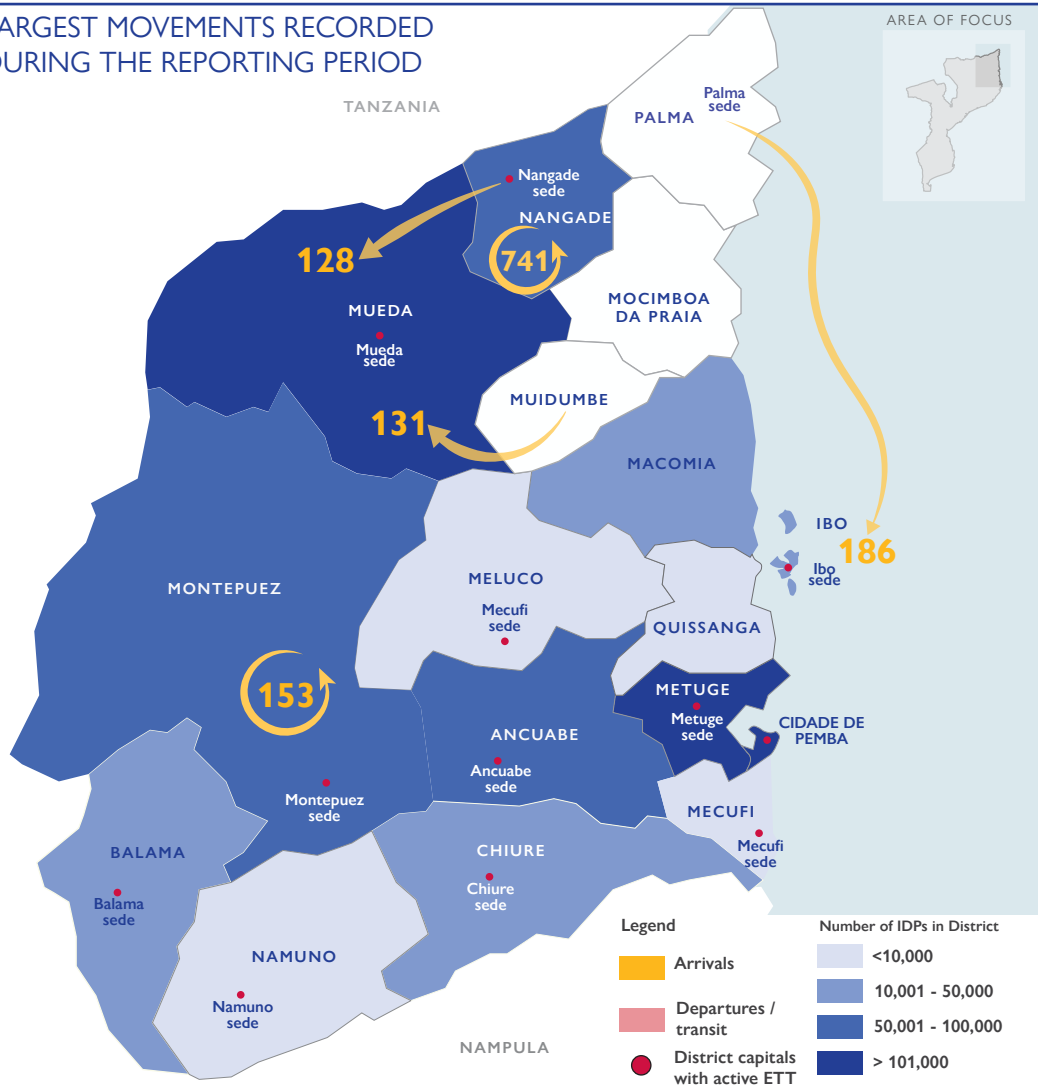 ARGEST MOVEMENTS RECORDED
URING THE REPORTING PERIOD
AREA OF FOCUS
TANZANIA
Palma
sede
PALMA
Nangade
sede
NANGADE
128
741
MUEDA
Mueda
sede
MOCIMBOA
DA PRAIA
MUIDUMBE
131
MACOMIA
IBO
186
Ibo
sede
MONTEPUEZ
MELUCO
Mecufi
sede
QUISSANGA
153
METUGE
Metuge
sede
CIDADE DE
PEMBA
ANCUABE
Ancuabe
sede
Montepuez
sede
MECUFI
Mecufi
sede
BALAMA
Balama
sede
CHIURE
Chiure
sede
NAMUNO
Namuno
sede
NAMPULA
Legend
Arrivals
Departures /
transit
District capitals
with active ETT
Number of IDPs in District
<10,000
10,001 - 50,000
50,001 - 100,000
> 101,000